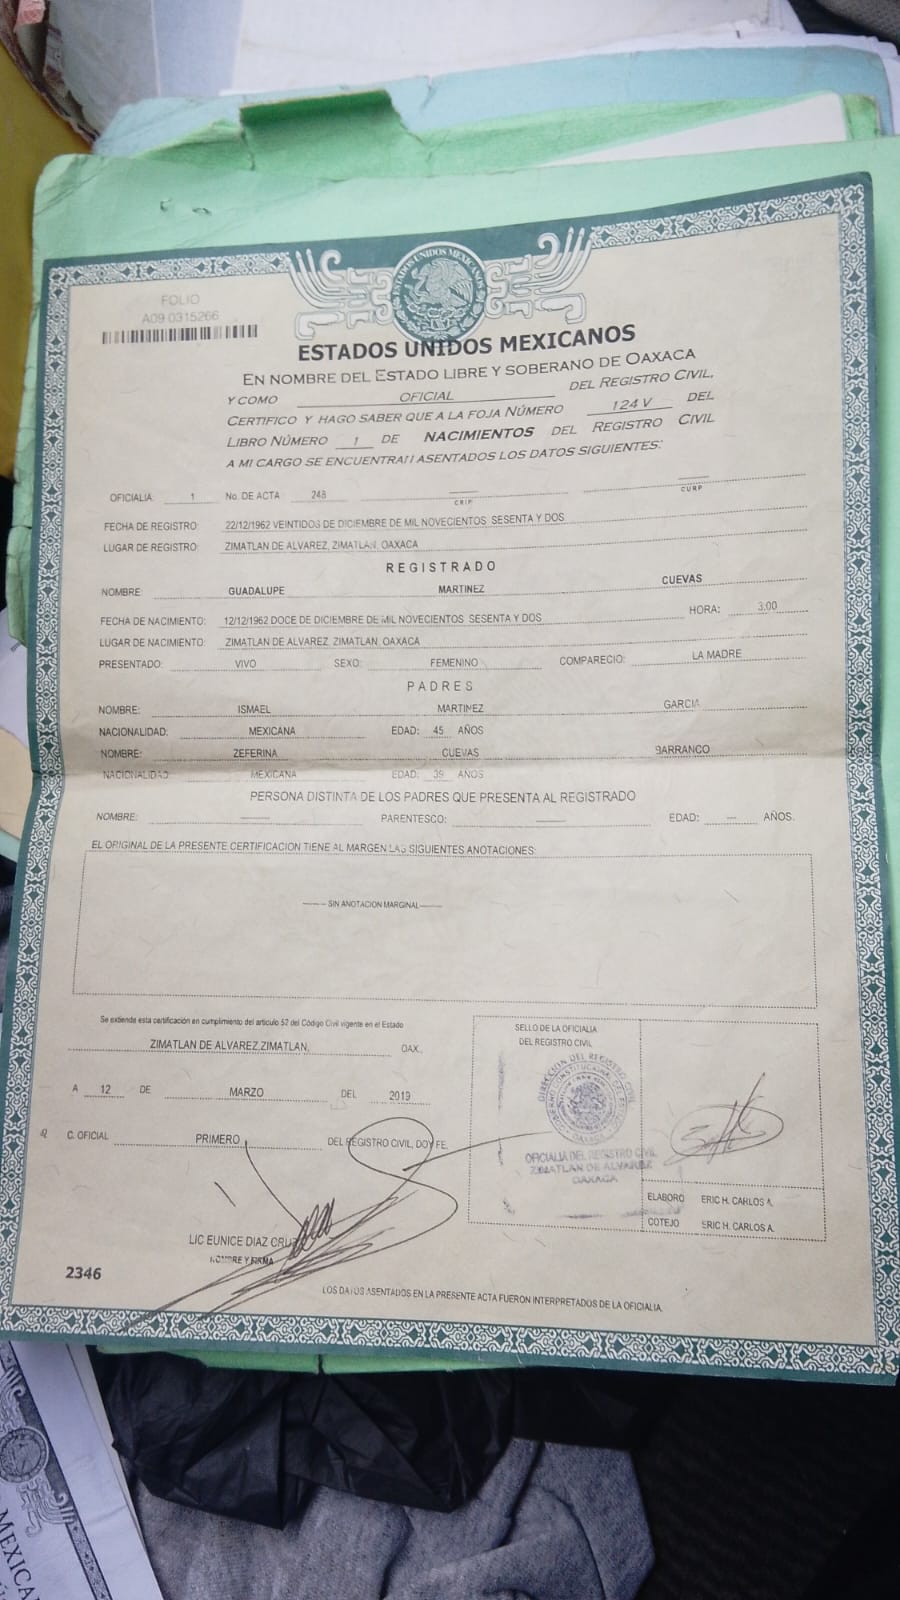 ESTADOS UNIDOS MEXICANOS
FOLIO
A09 0315266
ESTADOS UNIDOS MEXICANOS
EN NOMBRE DEL ESTADO LIBRE Y SOBERANO DE OAXACA
Y COMO OFICIAL DEL REGISTRO CIVIL,
CERTIFICO Y HAGO SABER QUE A LA FOJA NÚMERO 124 V DEL
LIBRO NÚMERO 1 DE NACIMIENTOS DEL REGISTRO CIVIL
A MI CARGO SE ENCUENTRAN ASENTADOS LOS DATOS SIGUIENTES:
OFICIALIA 1 No. DE ACTA 248 CRIP CURP
FECHA DE REGISTRO: 22/12/1962 VEINTIDOS DE DICIEMBRE DE MIL NOVECIENTOS SESENTA Y DOS
LUGAR DE REGISTRO: ZIMATLAN DE ALVAREZ, ZIMATLAN, OAXACA
REGISTRADO
NOMBRE: GUADALUPE MARTINEZ CUEVAS
FECHA DE NACIMIENTO: 12/12/1962 DOCE DE DICIEMBRE DE MIL NOVECIENTOS SESENTA Y DOS HORA: 3:00
LUGAR DE NACIMIENTO: ZIMATLAN DE ALVAREZ, ZIMATLAN, OAXACA
PRESENTADO: VIVO SEXO: FEMENINO COMPARECIO: LA MADRE
PADRES
NOMBRE: ISMAEL MARTINEZ GARCIA
NACIONALIDAD: MEXICANA EDAD: 45 AÑOS
NOMBRE: ZEFERINA CUEVAS BARRANCO
NACIONALIDAD: MEXICANA EDAD: 39 AÑOS
PERSONA DISTINTA DE LOS PADRES QUE PRESENTA AL REGISTRADO
NOMBRE: —— PARENTESCO: —— EDAD: — AÑOS.
EL ORIGINAL DE LA PRESENTE CERTIFICACION TIENE AL MARGEN LAS SIGUIENTES ANOTACIONES:
——- SIN ANOTACION MARGINAL——-
Se extiende esta certificación en cumplimiento del articulo 52 del Código Civil vigente en el Estado
ZIMATLAN DE ALVAREZ,ZIMATLAN, OAX.,
A 12 DE MARZO DEL 2019
C. OFICIAL PRIMERO DEL REGISTRO CIVIL, DOY FE.
LIC EUNICE DIAZ CRUZ
NOMBRE Y FIRMA
2346
SELLO DE LA OFICIALIA
DEL REGISTRO CIVIL
OFICIALIA DEL REGISTRO CIVIL
ZIMATLAN DE ALVAREZ
OAXACA
ELABORO ERIC H. CARLOS A.
COTEJO ERIC H. CARLOS A.
LOS DATOS ASENTADOS EN LA PRESENTE ACTA FUERON INTERPRETADOS DE LA OFICIALIA.